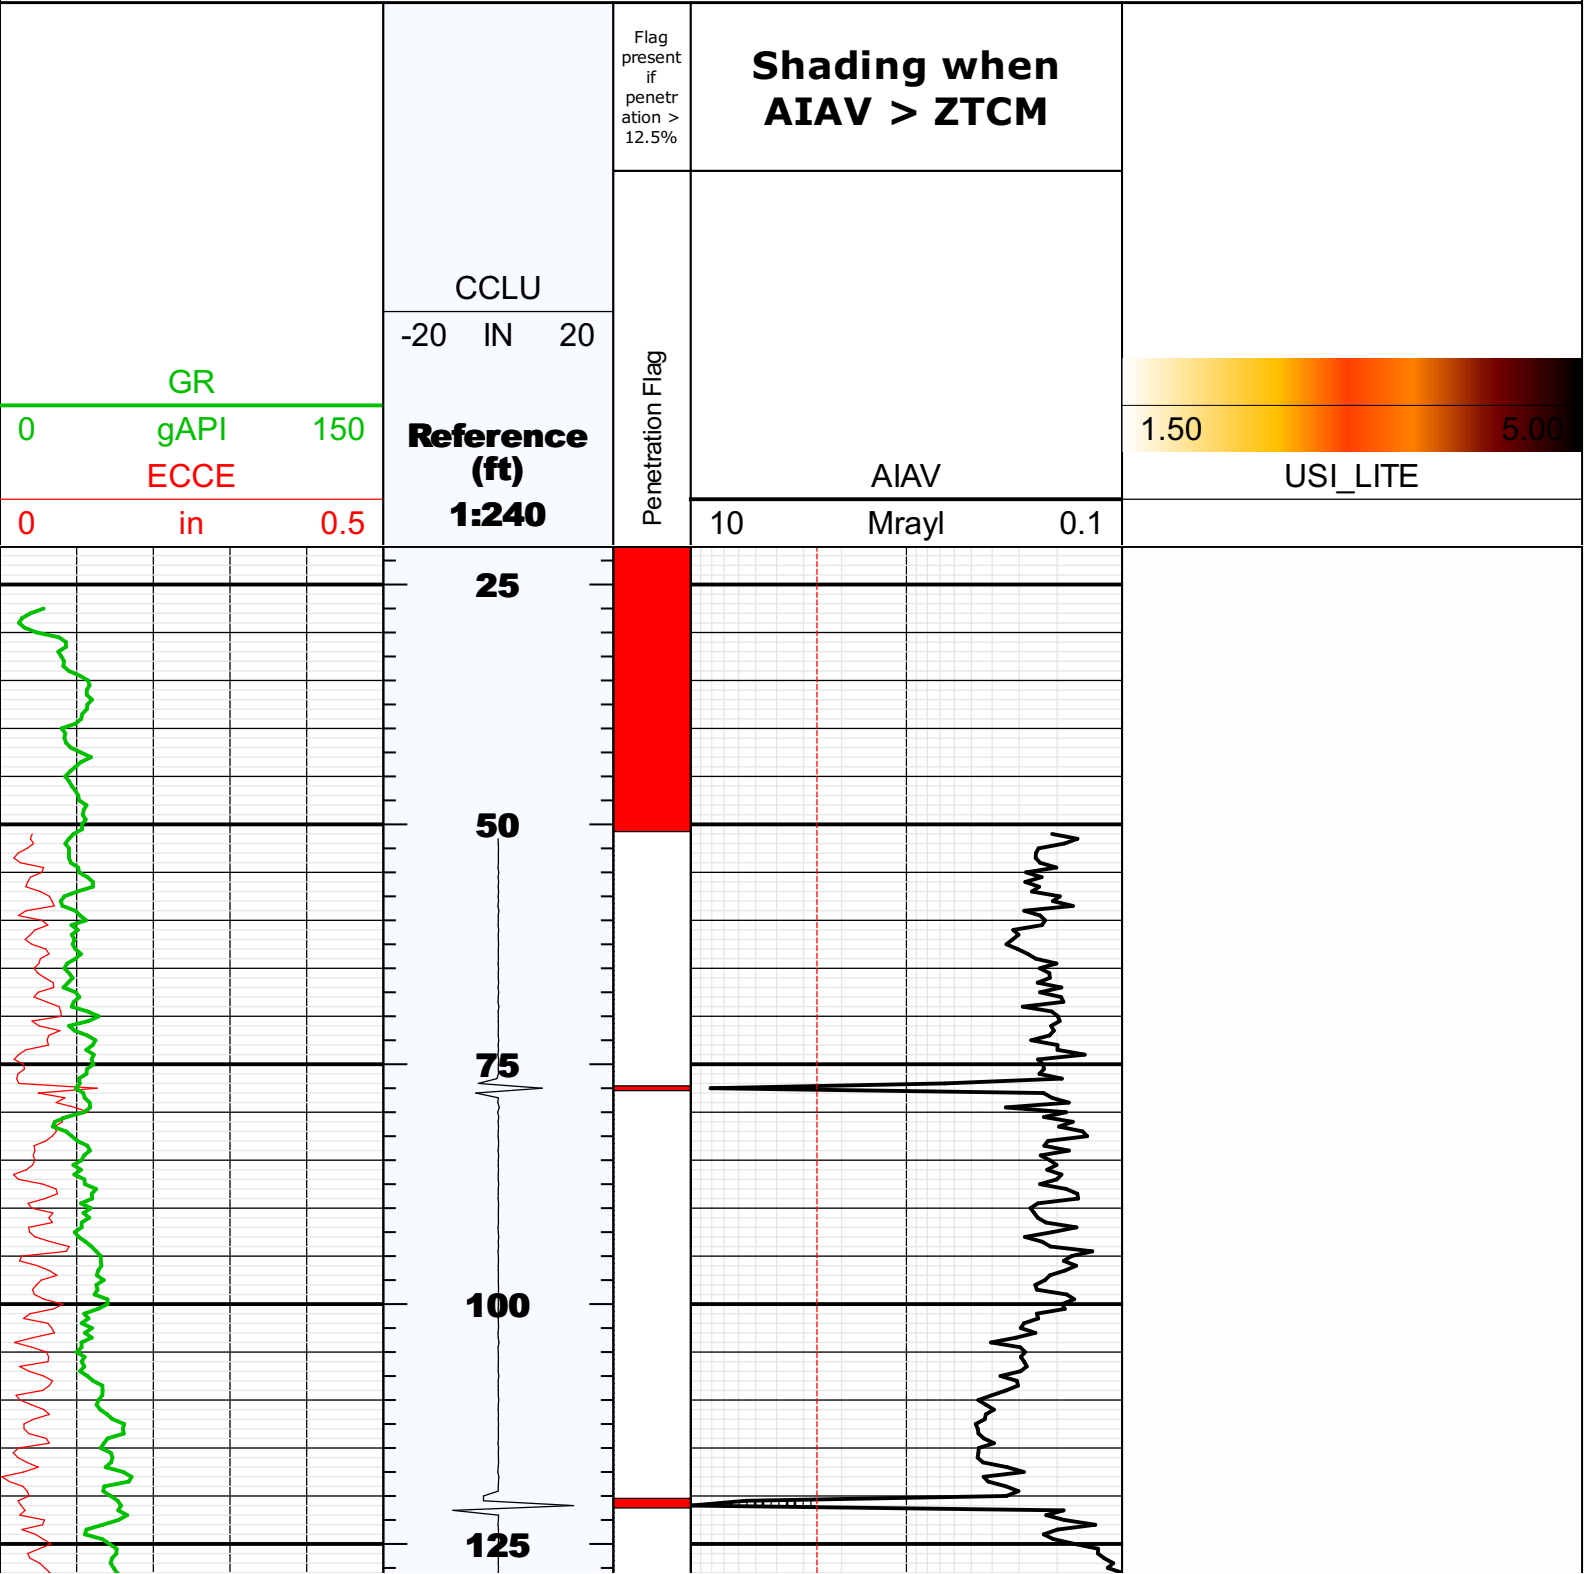 Flag
present
if
penetr
ation >
12.5%
Shading when
AIAV > ZTCM
CCLU
-20 IN 20
GR
0 gAPI 150
ECCE
0 in 0.5
Reference
(ft)
1:240
Penetration Flag
AIAV
10 Mrayl 0.1
1.50 5.00
USI_LITE
25
50
75
100
125